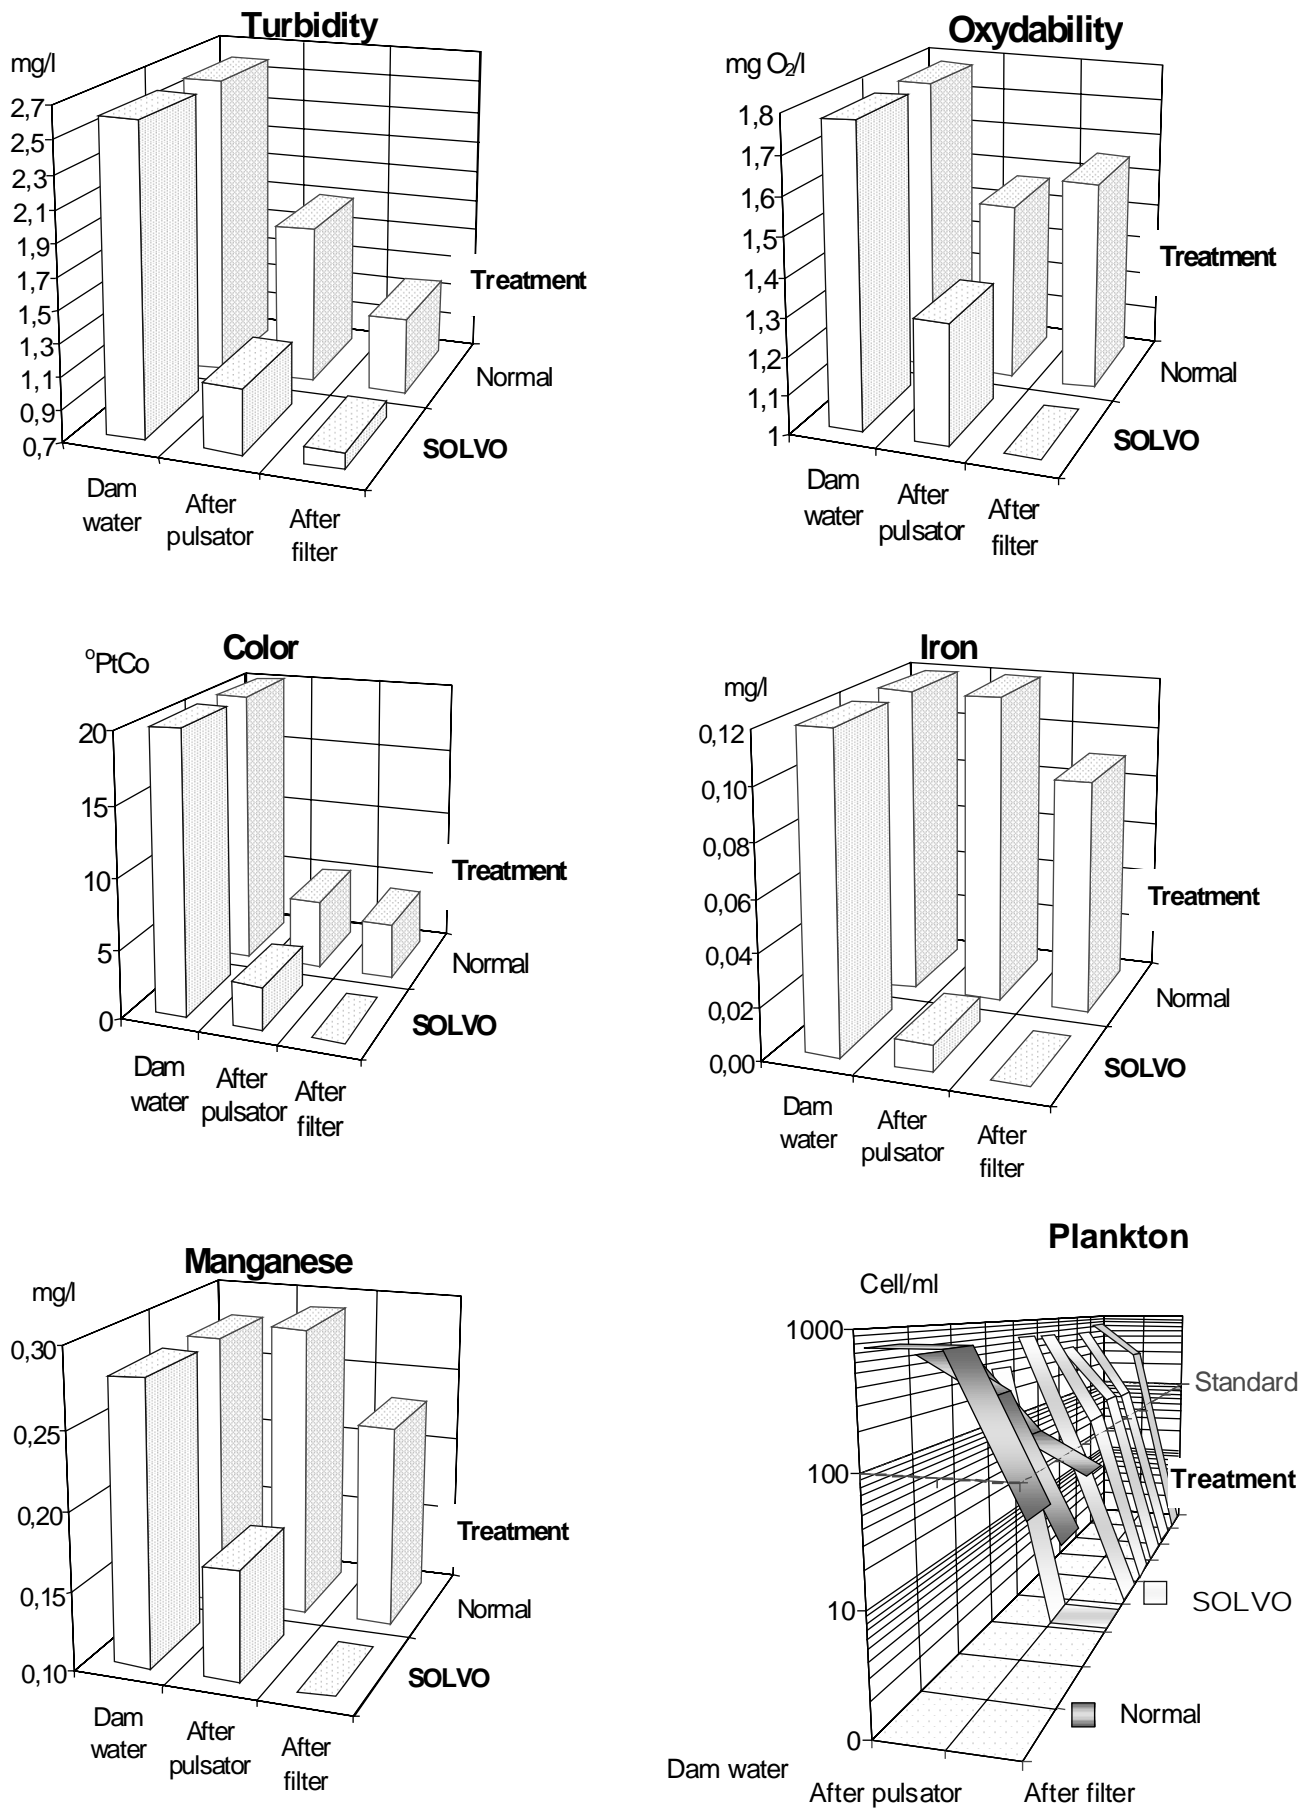 Turbidity
mg/l
2,7
2,5
2,3
2,1
1,9
1,7
1,5
1,3
1,1
0,9
0,7
Treatment
Normal
SOLVO
Dam
water
After
pulsator
After
filter
Oxydability
mg O2/l
1,8
1,7
1,6
1,5
1,4
1,3
1,2
1,1
1
Treatment
Normal
SOLVO
Dam
water
After
pulsator
After
filter
Color
°PtCo
20
15
10
5
0
Treatment
Normal
SOLVO
Dam
water
After
pulsator
After
filter
Iron
mg/l
0,12
0,10
0,08
0,06
0,04
0,02
0,00
Treatment
Normal
SOLVO
Dam
water
After
pulsator
After
filter
Manganese
mg/l
0,30
0,25
0,20
0,15
0,10
Treatment
Normal
SOLVO
Dam
water
After
pulsator
After
filter
Plankton
Cell/ml
1000
100
10
0
Standard
Treatment
SOLVO
Normal
Dam water
After pulsator
After filter